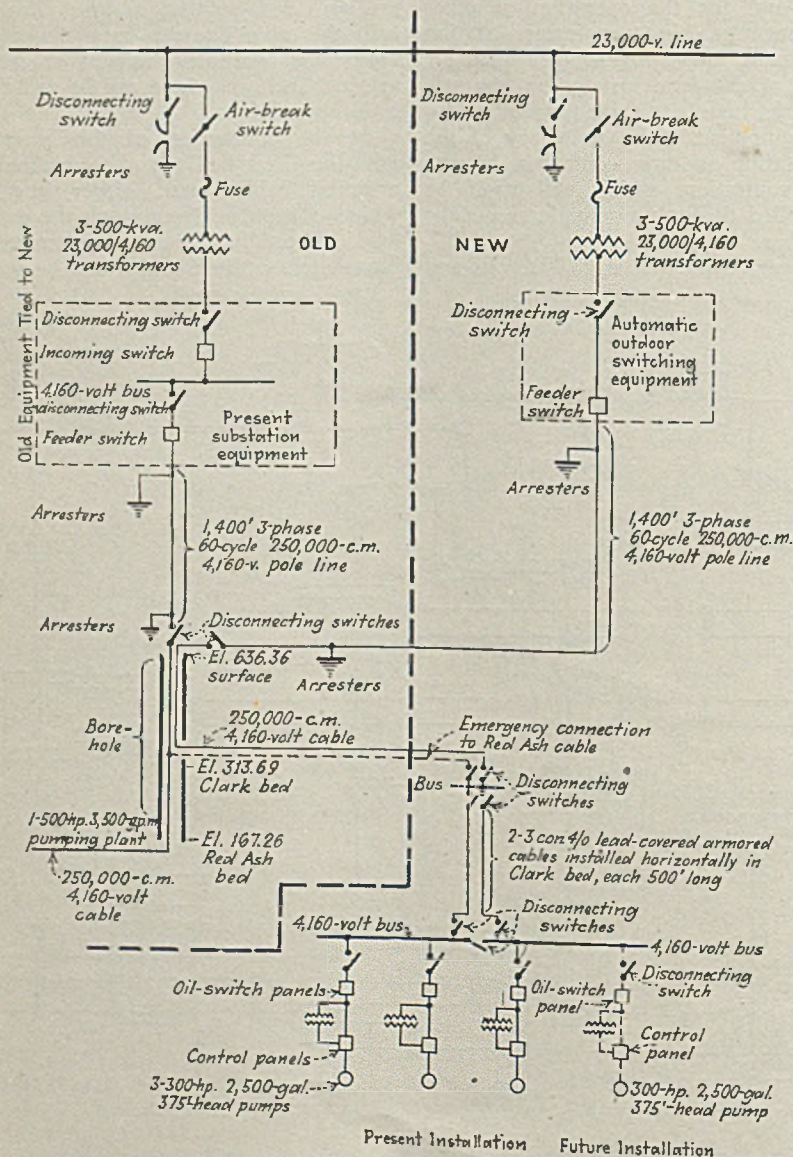 23,000-v. line
Disconnecting
switch
Air-break
switch
Arresters
Fuse
3-500-kva.
23,000/4,160
transformers
OLD
Disconnecting
switch
Air-break
switch
Arresters
Fuse
NEW
3-500-kva.
23,000/4,160
transformers
Old Equipment Tied to New
Disconnecting switch
Incoming switch
4,160-volt bus
disconnecting switch
Feeder switch
Present
substation
equipment
Disconnecting
switch
Automatic
outdoor
switching
equipment
Feeder
switch
Arresters
Arresters
1,400' 3-phase
60-cycle 250,000-c.m.
4,160-v. pole line
1,400' 3-phase
60-cycle 250,000-c.m.
4,160-volt pole line
Arresters
Disconnecting switches
El. 636.36
surface
Arresters
Bore-
hole
250,000-c.m.
4,160-volt cable
Emergency connection
to Red Ash cable
El. 313.69
Clark bed
Bus
Disconnecting
switches
1-500-hp. 3,500-gpm.
pumping plant
El. 167.26
Red Ash
bed
250,000-c.m.
4,160-volt
cable
2-3 con. 4/0 lead-covered armored
cables installed horizontally in
Clark bed, each 500' long
Disconnecting
switches
4,160-volt bus
4,160-volt bus
Oil-switch panels
Oil-switch
panel
Disconnecting
switch
Control panels
Control
panel
3-300-hp. 2,500-gal.
375'-head pumps
300-hp. 2,500-gal.
375'-head pump
Present Installation
Future Installation